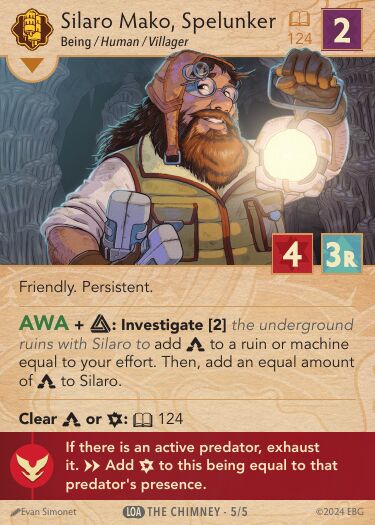 Silaro Mako, Spelunker
124
2
Being / Human / Villager
4
3R
Friendly. Persistent.
AWA + : Investigate [2] the underground
ruins with Silaro to add to a ruin or machine
equal to your effort. Then, add an equal amount
of to Silaro.
Clear or : 124
If there is an active predator, exhaust
it. Add to this being equal to that
predator's presence.
Evan Simonet
LOA THE CHIMNEY - 5/5
©2024 EBG